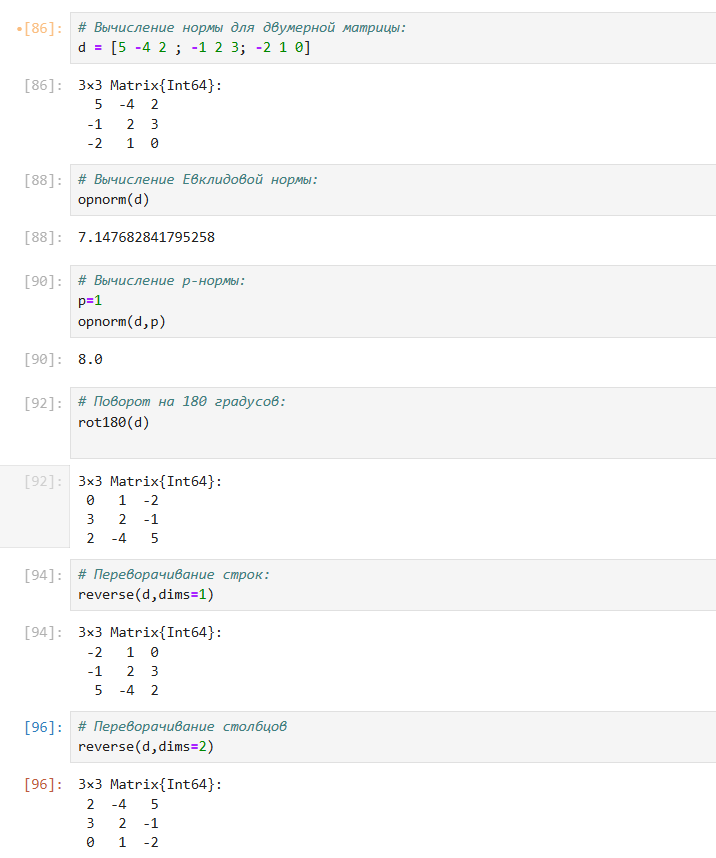 [86]: # Вычисление нормы для двумерной матрицы:
d = [5 -4 2 ; -1 2 3; -2 1 0]
[86]: 3×3 Matrix{Int64}:
5 -4 2
-1 2 3
-2 1 0
[88]: # Вычисление Евклидовой нормы:
opnorm(d)
[88]: 7.147682841795258
[90]: # Вычисление p-нормы:
p=1
opnorm(d,p)
[90]: 8.0
[92]: # Поворот на 180 градусов:
rot180(d)
[92]: 3×3 Matrix{Int64}:
0 1 -2
3 2 -1
2 -4 5
[94]: # Переворачивание строк:
reverse(d,dims=1)
[94]: 3×3 Matrix{Int64}:
-2 1 0
-1 2 3
5 -4 2
[96]: # Переворачивание столбцов
reverse(d,dims=2)
[96]: 3×3 Matrix{Int64}:
2 -4 5
3 2 -1
0 1 -2